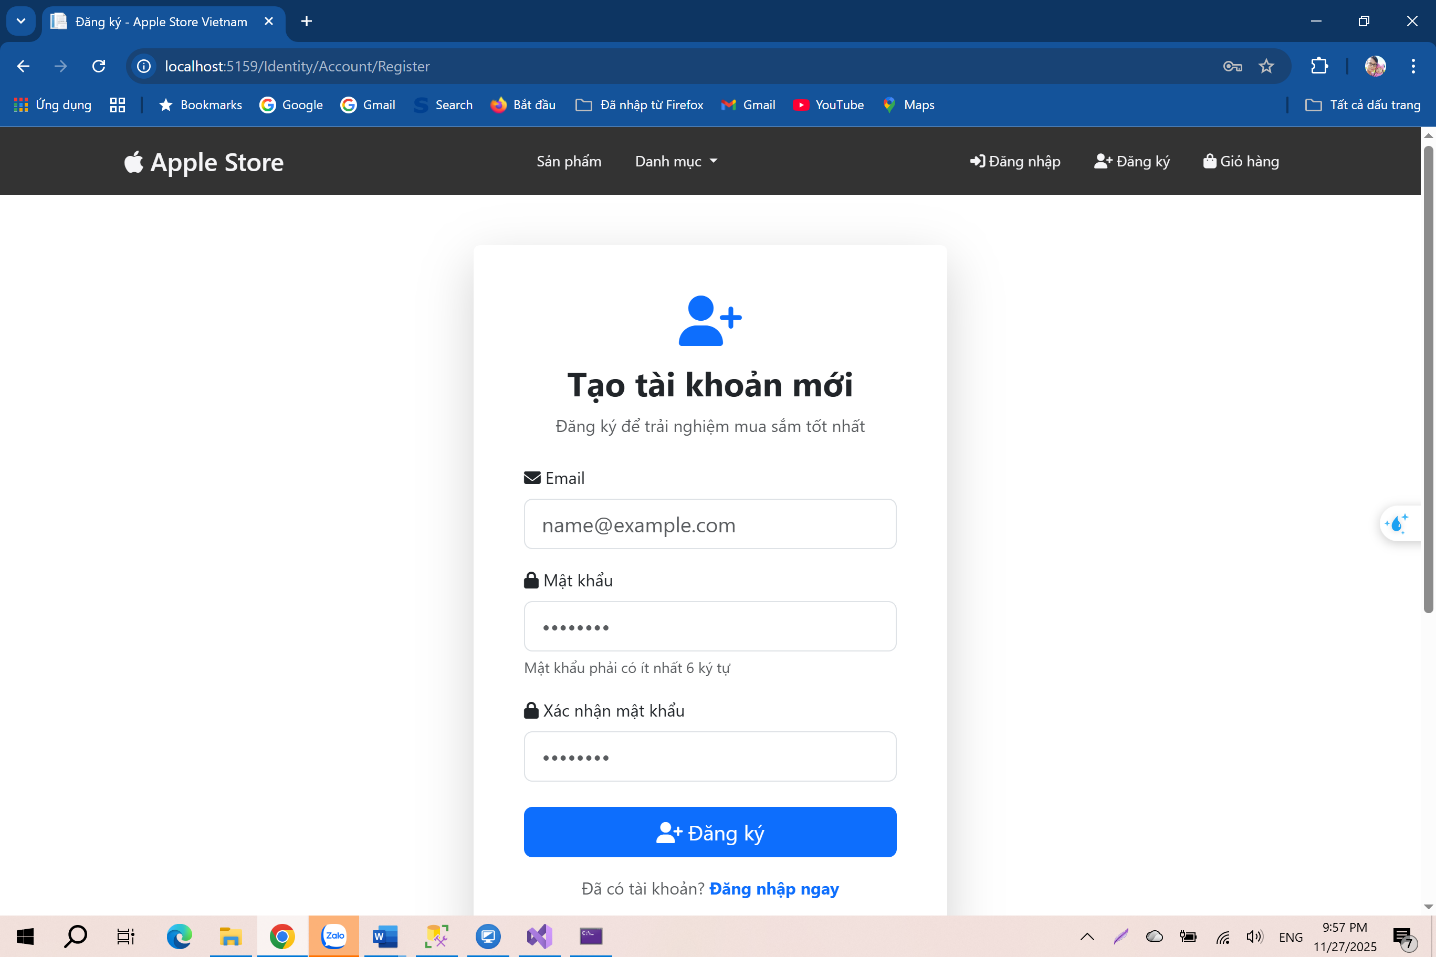 Đăng ký - Apple Store Vietnam
localhost:5159/Identity/Account/Register
Ứng dụng Bookmarks Google Gmail Search Bắt đầu Đã nhập từ Firefox Gmail YouTube Maps Tất cả dấu trang
Apple Store Sản phẩm Danh mục Đăng nhập Đăng ký Giỏ hàng
Tạo tài khoản mới
Đăng ký để trải nghiệm mua sắm tốt nhất
Email
name@example.com
Mật khẩu
••••••••
Mật khẩu phải có ít nhất 6 ký tự
Xác nhận mật khẩu
••••••••
Đăng ký
Đã có tài khoản? Đăng nhập ngay
Zalo
ENG
9:57 PM
11/27/2025
7